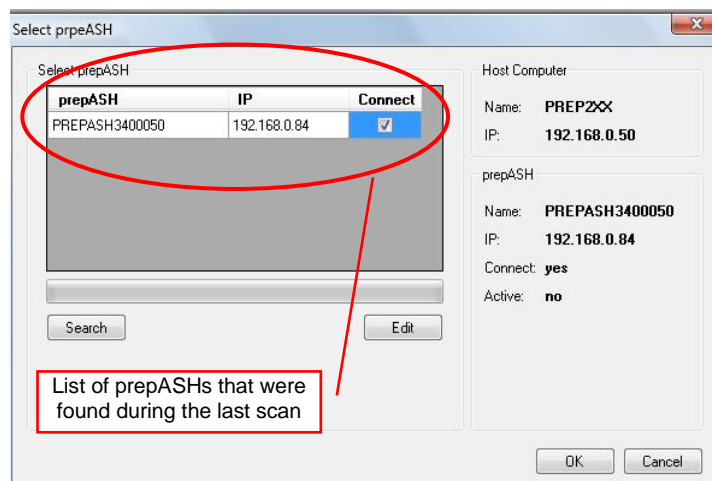 Select prpeASH
Select prepASH
prepASH IP Connect
PREPASH3400050 192.168.0.84
Search Edit
List of prepASHs that were
found during the last scan
Host Computer
Name: PREP2XX
IP: 192.168.0.50
prepASH
Name: PREPASH3400050
IP: 192.168.0.84
Connect: yes
Active: no
OK Cancel